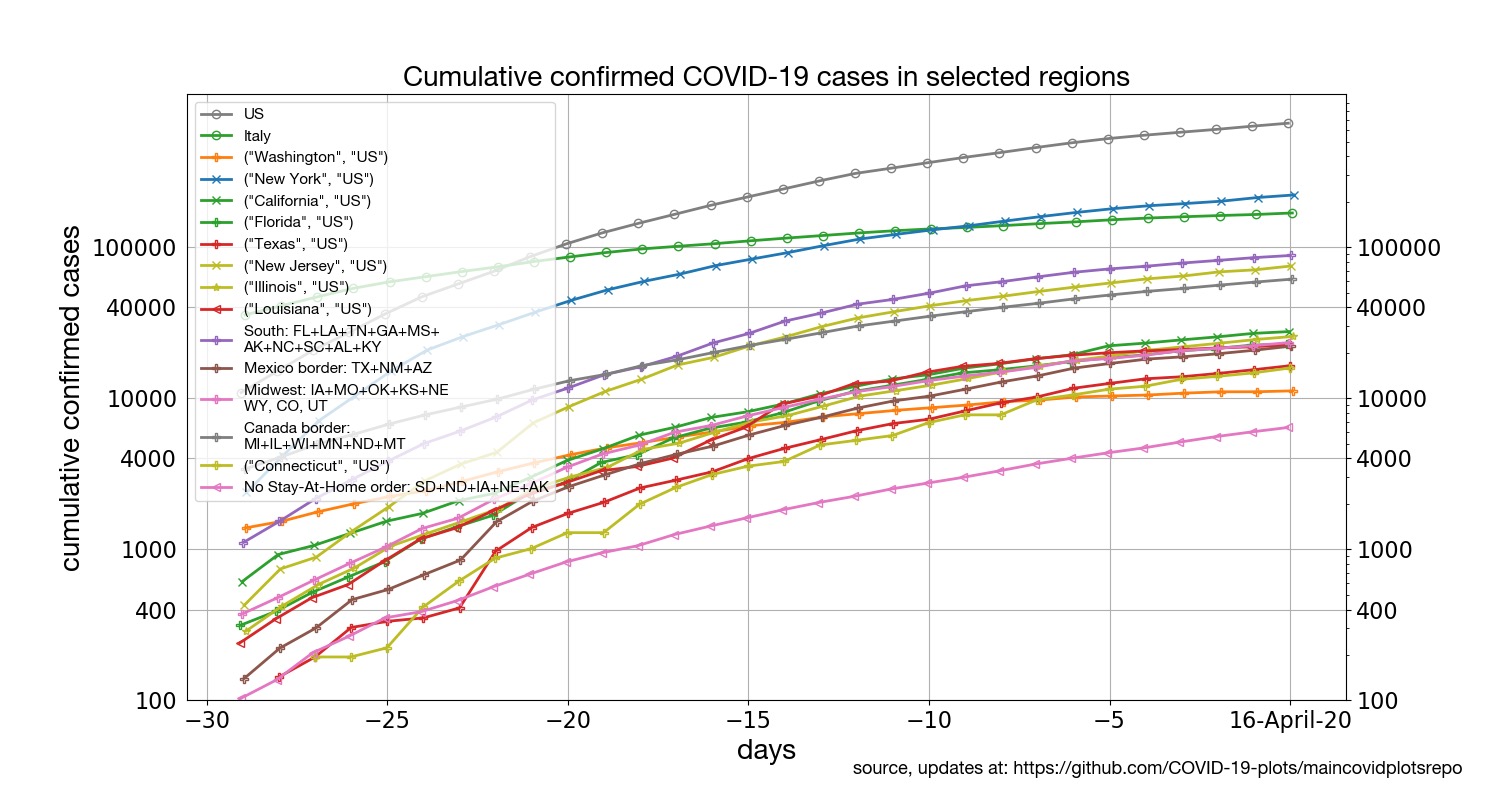 Cumulative confirmed COVID-19 cases in selected regions
US
Italy
("Washington", "US")
("New York", "US")
("California", "US")
("Florida", "US")
("Texas", "US")
("New Jersey", "US")
("Illinois", "US")
("Louisiana", "US")
South: FL+LA+TN+GA+MS+
AK+NC+SC+AL+KY
Mexico border: TX+NM+AZ
Midwest: IA+MO+OK+KS+NE
WY, CO, UT
Canada border:
MI+IL+WI+MN+ND+MT
("Connecticut", "US")
No Stay-At-Home order: SD+ND+IA+NE+AK
cumulative confirmed cases
100000
40000
10000
4000
1000
400
100
100000
40000
10000
4000
1000
400
100
−30 −25 −20 −15 −10 −5 16-April-20
days
source, updates at: https://github.com/COVID-19-plots/maincovidplotsrepo